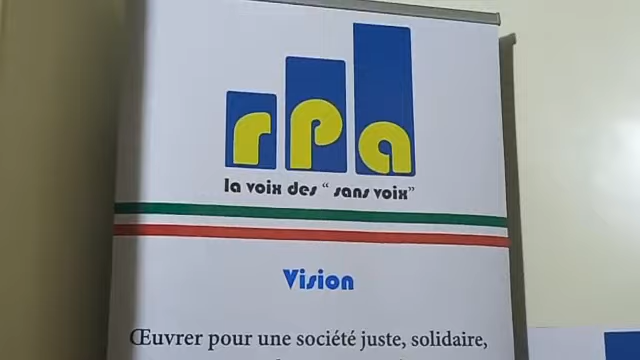 rPa
la voix des “sans voix”
Vision
Œuvrer pour une société juste, solidaire,